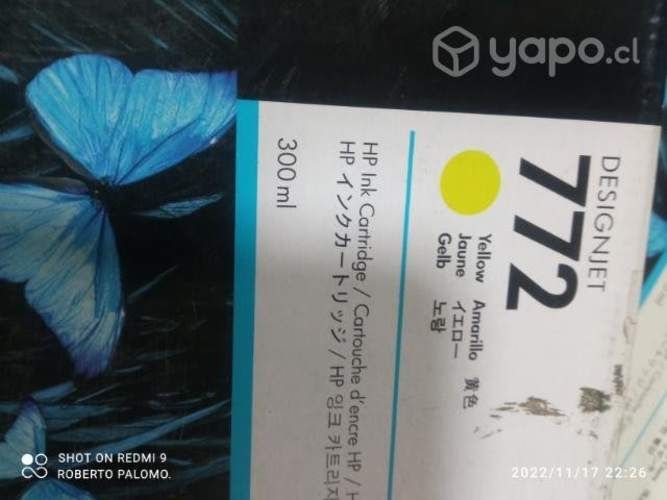 yapo.cl
DESIGNJET
772
Yellow Amarillo 黄色
Jaune イエロー
Gelb 노랑
HP Ink Cartridge / Cartouche d'encre HP / H
HP インクカートリッジ / HP 잉크 카트리지
300 ml
SHOT ON REDMI 9
ROBERTO PALOMO.
2022/11/17 22:26